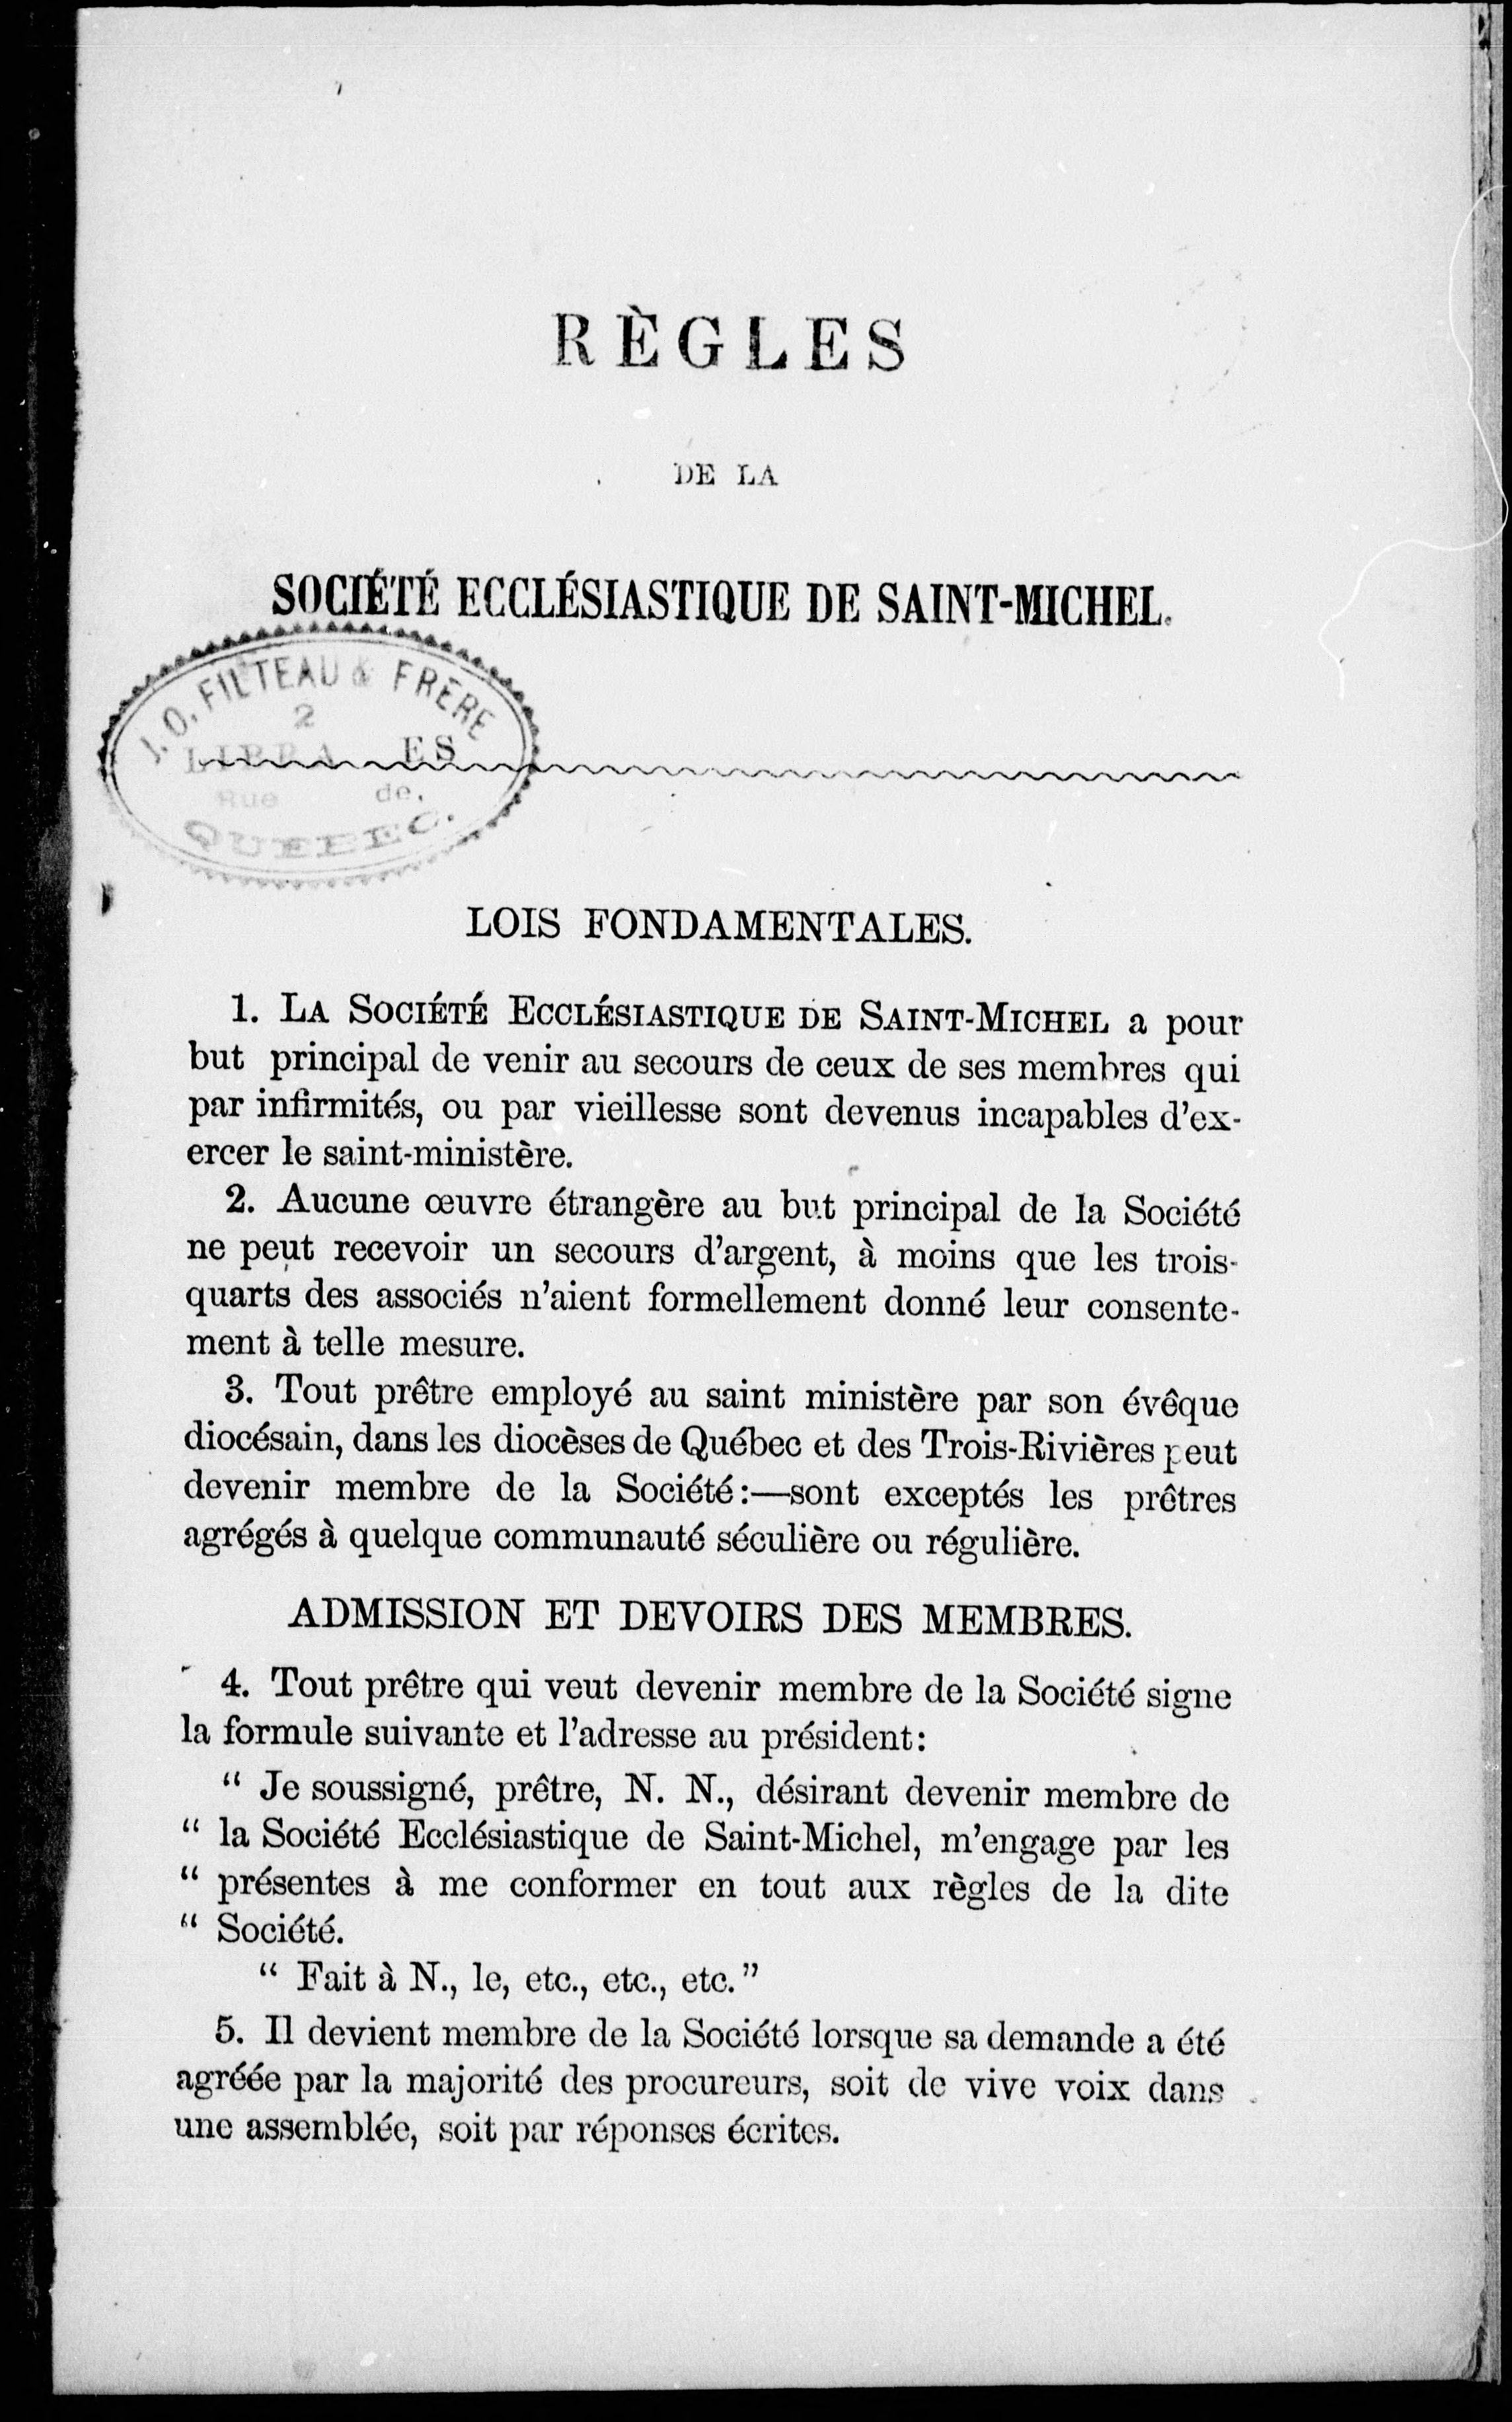 RÈGLES
DE LA
SOCIÉTÉ ECCLÉSIASTIQUE DE SAINT-MICHEL.
J. O. FILTEAU & FRÈRE
2
ES
Rue de.
QUEBEC.
LOIS FONDAMENTALES.
1. LA SOCIÉTÉ ECCLÉSIASTIQUE DE SAINT-MICHEL a pour
but principal de venir au secours de ceux de ses membres qui
par infirmités, ou par vieillesse sont devenus incapables d'ex-
ercer le saint-ministère.
2. Aucune œuvre étrangère au but principal de la Société
ne peut recevoir un secours d'argent, à moins que les trois-
quarts des associés n'aient formellement donné leur consente-
ment à telle mesure.
3. Tout prêtre employé au saint ministère par son évêque
diocésain, dans les diocèses de Québec et des Trois-Rivières peut
devenir membre de la Société:—sont exceptés les prêtres
agrégés à quelque communauté séculière ou régulière.
ADMISSION ET DEVOIRS DES MEMBRES.
4. Tout prêtre qui veut devenir membre de la Société signe
la formule suivante et l'adresse au président:
“ Je soussigné, prêtre, N. N., désirant devenir membre de
“ la Société Ecclésiastique de Saint-Michel, m'engage par les
“ présentes à me conformer en tout aux règles de la dite
“ Société.
“ Fait à N., le, etc., etc., etc.”
5. Il devient membre de la Société lorsque sa demande a été
agréée par la majorité des procureurs, soit de vive voix dans
une assemblée, soit par réponses écrites.